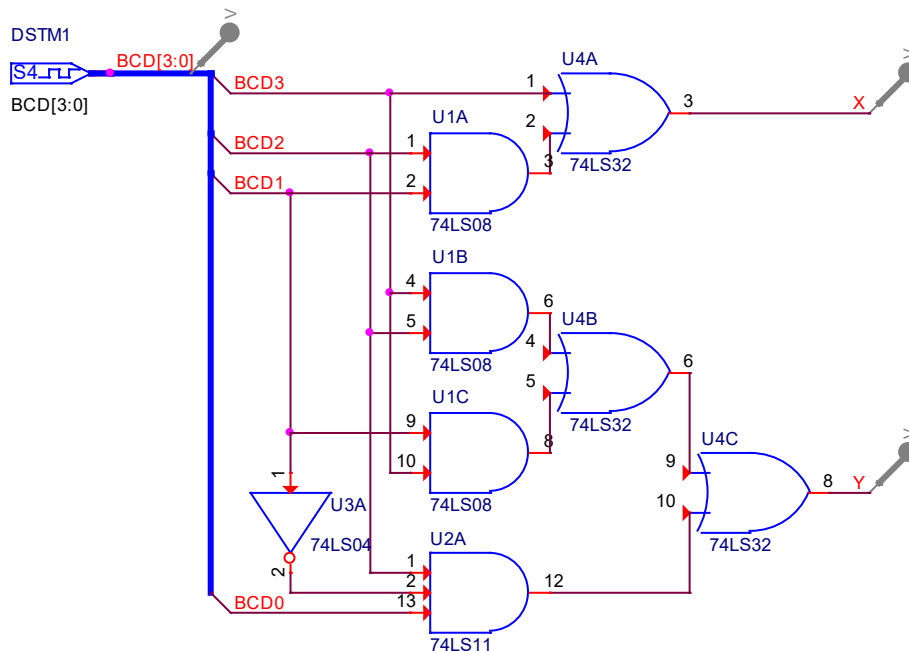 V
DSTM1
BCD[3:0]
S4
BCD[3:0]
BCD3
U4A
1
3
X
V
U1A
2
BCD2
1
3
74LS32
BCD1
2
74LS08
U1B
4
6
U4B
5
4
74LS08
6
U1C
5
9
8
74LS32
U4C
10
9
8
Y
V
1
74LS08
U3A
10
74LS04
U2A
74LS32
2
1
2
12
BCD0
13
74LS11